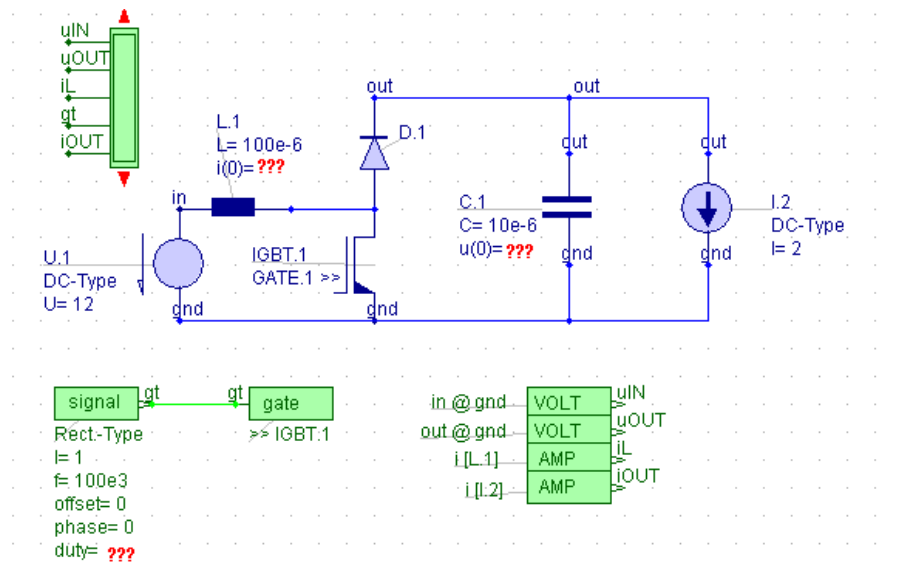 uIN
uOUT
iL
gt
iOUT
out
out
L.1
L= 100e-6
i(0)= ???
D.1
in
out
out
C.1
C= 10e-6
u(0)= ???
I.2
DC-Type
I= 2
U.1
DC-Type
U= 12
IGBT.1
GATE.1 >>
gnd
gnd
gnd
gnd
signal
gt
gt
gate
Rect.-Type
I= 1
f= 100e3
offset= 0
phase= 0
duty= ???
>> IGBT.1
in @ gnd
VOLT
uIN
out @ gnd
VOLT
uOUT
i [L.1]
AMP
iL
i [I.2]
AMP
iOUT